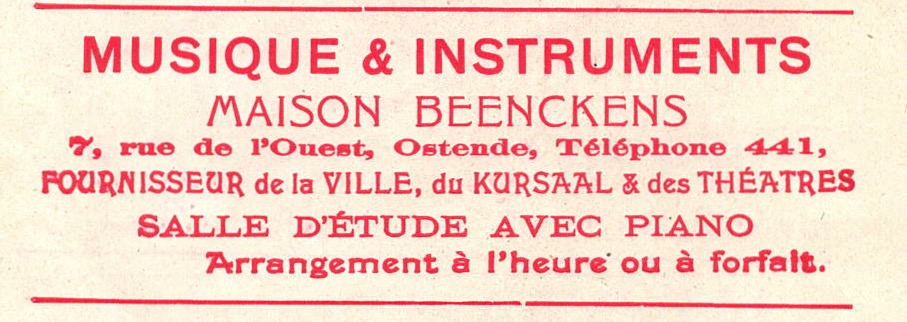 MUSIQUE & INSTRUMENTS
MAISON BEENCKENS
7, rue de l'Ouest, Ostende, Téléphone 441,
FOURNISSEUR de la VILLE, du KURSAAL & des THÉATRES
SALLE D'ÉTUDE AVEC PIANO
Arrangement à l'heure ou à forfait.